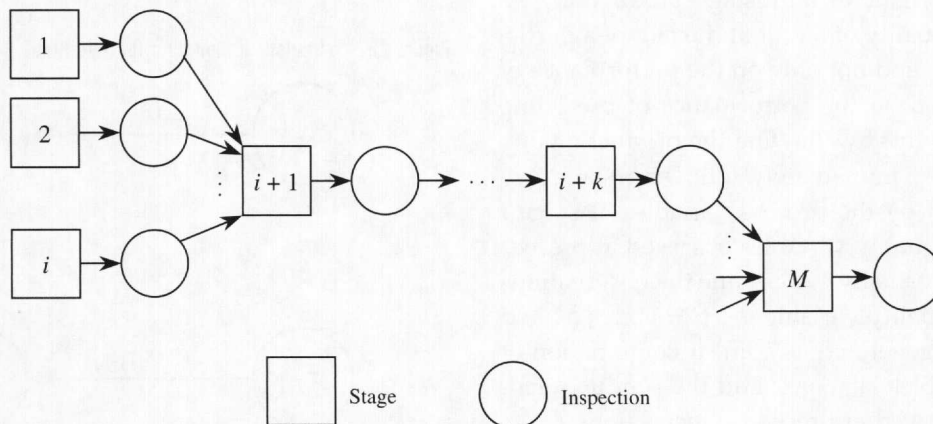 1
2
⋮
i + 1
⋯
i + k
i
⋮
M
Stage
Inspection